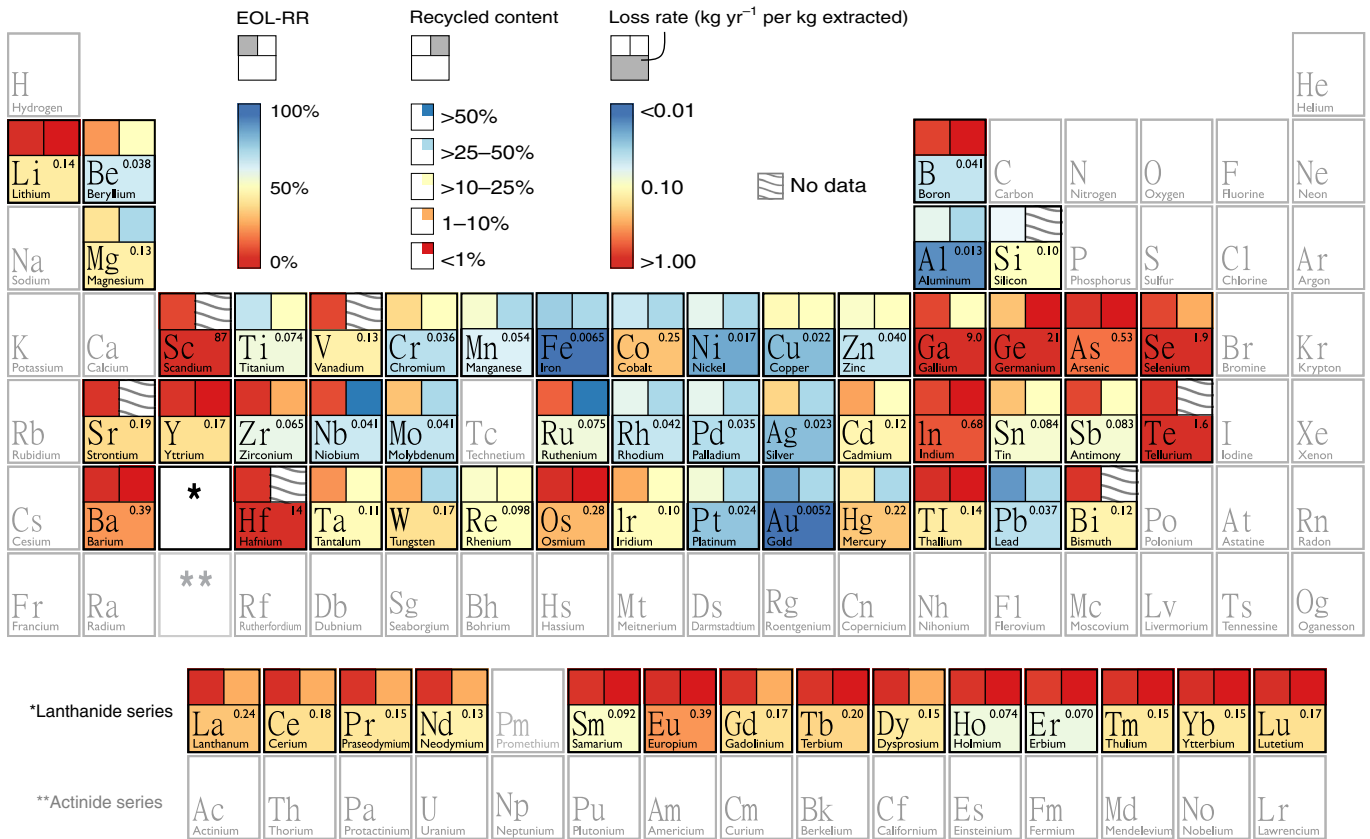 EOL-RR
Recycled content
Loss rate (kg yr⁻¹ per kg extracted)
100%
50%
0%
>50%
>25–50%
>10–25%
1–10%
<1%
<0.01
0.10
>1.00
No data
H
Hydrogen
He
Helium
Li 0.14
Lithium
Be 0.038
Beryllium
B 0.041
Boron
C
Carbon
N
Nitrogen
O
Oxygen
F
Fluorine
Ne
Neon
Na
Sodium
Mg 0.13
Magnesium
Al 0.013
Aluminum
Si 0.10
Silicon
P
Phosphorus
S
Sulfur
Cl
Chlorine
Ar
Argon
K
Potassium
Ca
Calcium
Sc 87
Scandium
Ti 0.074
Titanium
V 0.13
Vanadium
Cr 0.036
Chromium
Mn 0.054
Manganese
Fe 0.0065
Iron
Co 0.25
Cobalt
Ni 0.017
Nickel
Cu 0.022
Copper
Zn 0.040
Zinc
Ga 9.0
Gallium
Ge 21
Germanium
As 0.53
Arsenic
Se 1.9
Selenium
Br
Bromine
Kr
Krypton
Rb
Rubidium
Sr 0.19
Strontium
Y 0.17
Yttrium
Zr 0.065
Zirconium
Nb 0.041
Niobium
Mo 0.041
Molybdenum
Tc
Technetium
Ru 0.075
Ruthenium
Rh 0.042
Rhodium
Pd 0.035
Palladium
Ag 0.023
Silver
Cd 0.12
Cadmium
In 0.68
Indium
Sn 0.084
Tin
Sb 0.083
Antimony
Te 1.6
Tellurium
I
Iodine
Xe
Xenon
Cs
Cesium
Ba 0.39
Barium
*
Hf 14
Hafnium
Ta 0.11
Tantalum
W 0.17
Tungsten
Re 0.098
Rhenium
Os 0.28
Osmium
Ir 0.10
Iridium
Pt 0.024
Platinum
Au 0.0052
Gold
Hg 0.22
Mercury
TI 0.14
Thallium
Pb 0.037
Lead
Bi 0.12
Bismuth
Po
Polonium
At
Astatine
Rn
Radon
Fr
Francium
Ra
Radium
**
Rf
Rutherfordium
Db
Dubnium
Sg
Seaborgium
Bh
Bohrium
Hs
Hassium
Mt
Meitnerium
Ds
Darmstadtium
Rg
Roentgenium
Cn
Copernicium
Nh
Nihonium
Fl
Flerovium
Mc
Moscovium
Lv
Livermorium
Ts
Tennessine
Og
Oganesson
*Lanthanide series
La 0.24
Lanthanum
Ce 0.18
Cerium
Pr 0.15
Praseodymium
Nd 0.13
Neodymium
Pm
Promethium
Sm 0.092
Samarium
Eu 0.39
Europium
Gd 0.17
Gadolinium
Tb 0.20
Terbium
Dy 0.15
Dysprosium
Ho 0.074
Holmium
Er 0.070
Erbium
Tm 0.15
Thulium
Yb 0.15
Ytterbium
Lu 0.17
Lutetium
**Actinide series
Ac
Actinium
Th
Thorium
Pa
Protactinium
U
Uranium
Np
Neptunium
Pu
Plutonium
Am
Americium
Cm
Curium
Bk
Berkelium
Cf
Californium
Es
Einsteinium
Fm
Fermium
Md
Mendelevium
No
Nobelium
Lr
Lawrencium